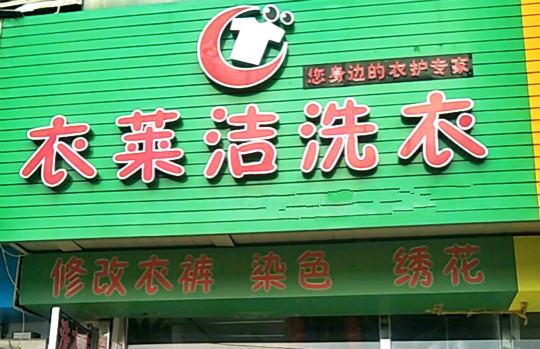 您身边的衣护专家
衣莱洁洗衣
修改衣裤 染色 绣花